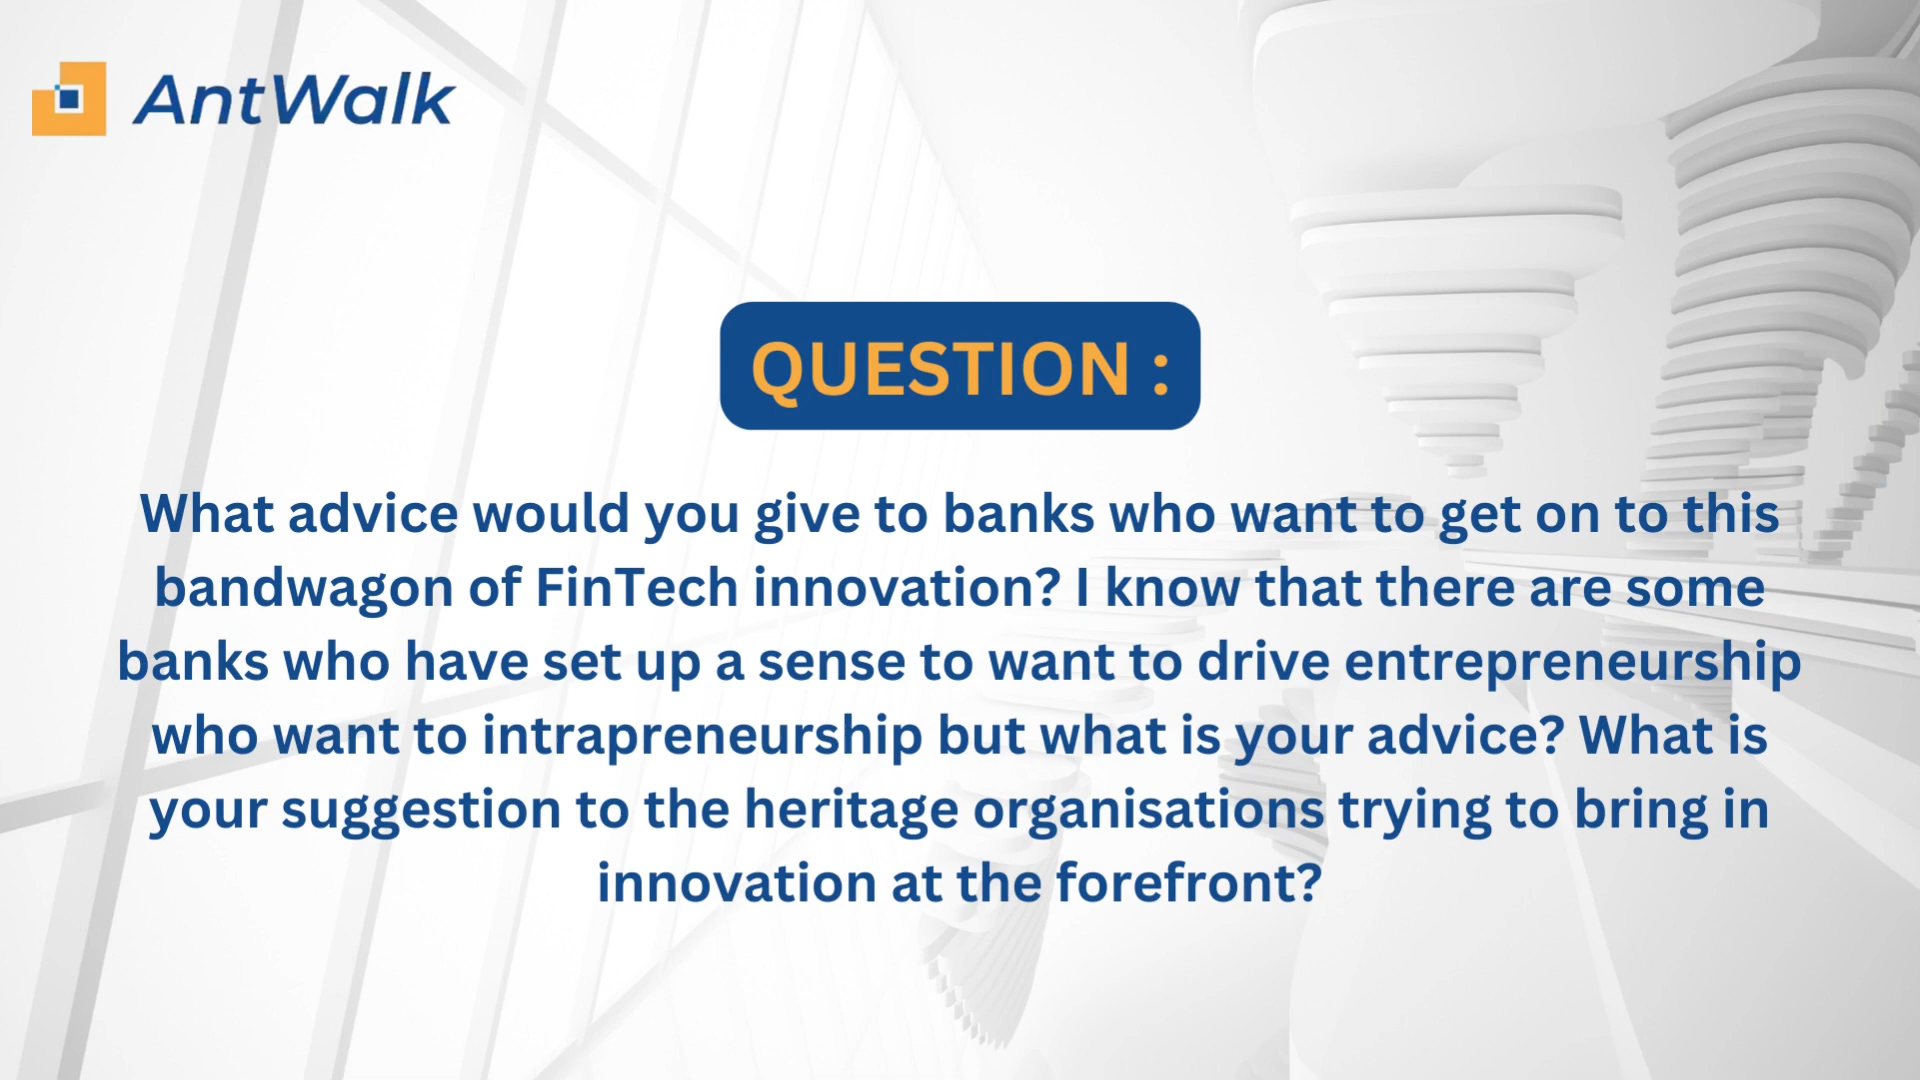 AntWalk
QUESTION :
What advice would you give to banks who want to get on to this
bandwagon of FinTech innovation? I know that there are some
banks who have set up a sense to want to drive entrepreneurship
who want to intrapreneurship but what is your advice? What is
your suggestion to the heritage organisations trying to bring in
innovation at the forefront?